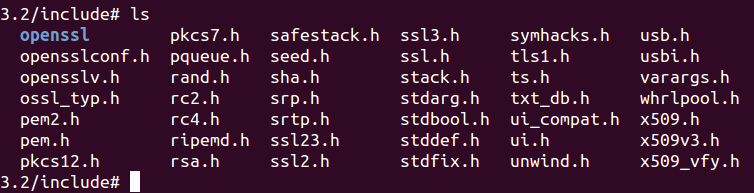 3.2/include# ls
openssl pkcs7.h safestack.h ssl3.h symhacks.h usb.h
opensslconf.h pqueue.h seed.h ssl.h tls1.h usbi.h
opensslv.h rand.h sha.h stack.h ts.h varargs.h
ossl_typ.h rc2.h srp.h stdarg.h txt_db.h whrlpool.h
pem2.h rc4.h srtp.h stdbool.h ui_compat.h x509.h
pem.h ripemd.h ssl23.h stddef.h ui.h x509v3.h
pkcs12.h rsa.h ssl2.h stdfix.h unwind.h x509_vfy.h
3.2/include#